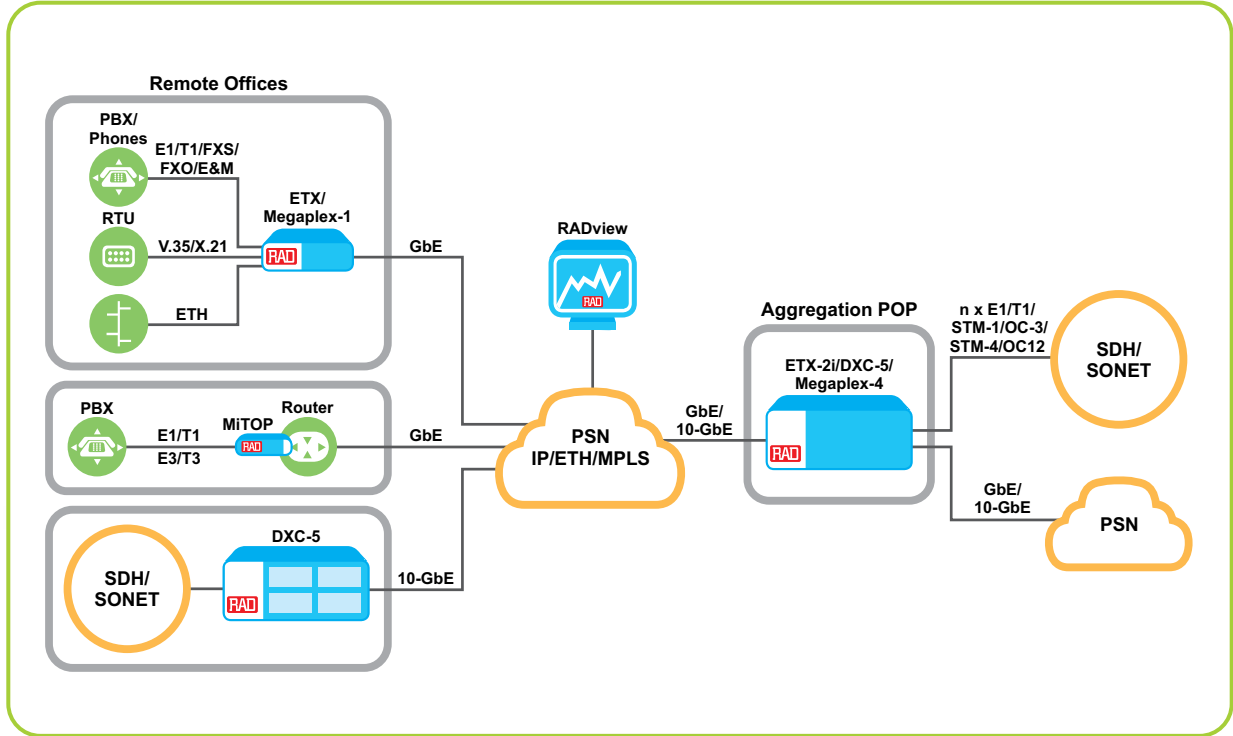 Remote Offices
PBX/
Phones
E1/T1/FXS/
FXO/E&M
ETX/
Megaplex-1
RTU
V.35/X.21
RAD
GbE
ETH
RADview
RAD
PBX
E1/T1
E3/T3
MiTOP
RAD
Router
GbE
DXC-5
SDH/
SONET
RAD
10-GbE
PSN
IP/ETH/MPLS
GbE/
10-GbE
Aggregation POP
ETX-2i/DXC-5/
Megaplex-4
RAD
n x E1/T1/
STM-1/OC-3/
STM-4/OC12
SDH/
SONET
GbE/
10-GbE
PSN